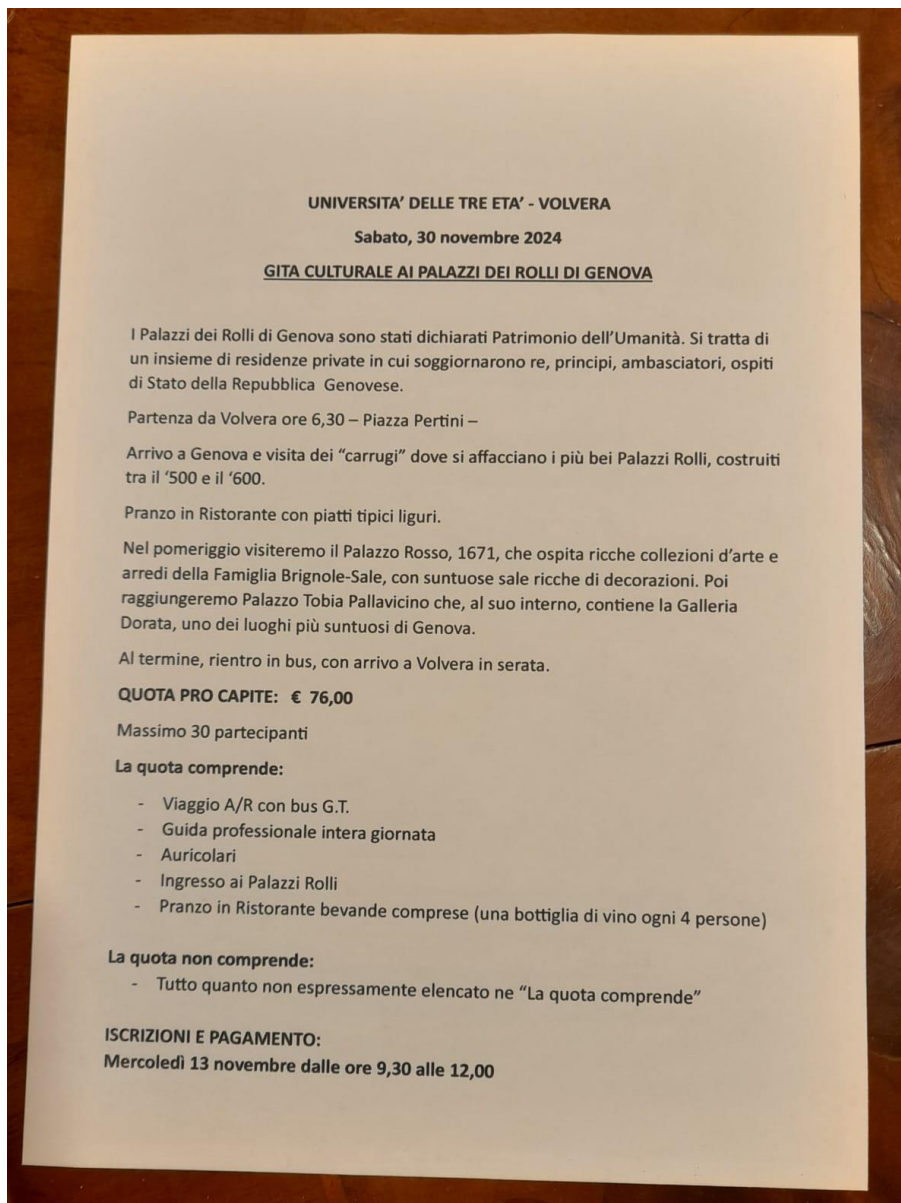 UNIVERSITA’ DELLE TRE ETA’ - VOLVERA
Sabato, 30 novembre 2024
GITA CULTURALE AI PALAZZI DEI ROLLI DI GENOVA
I Palazzi dei Rolli di Genova sono stati dichiarati Patrimonio dell’Umanità. Si tratta di
un insieme di residenze private in cui soggiornarono re, principi, ambasciatori, ospiti
di Stato della Repubblica Genovese.
Partenza da Volvera ore 6,30 – Piazza Pertini –
Arrivo a Genova e visita dei “carrugi” dove si affacciano i più bei Palazzi Rolli, costruiti
tra il ‘500 e il ‘600.
Pranzo in Ristorante con piatti tipici liguri.
Nel pomeriggio visiteremo il Palazzo Rosso, 1671, che ospita ricche collezioni d’arte e
arredi della Famiglia Brignole-Sale, con suntuose sale ricche di decorazioni. Poi
raggiungeremo Palazzo Tobia Pallavicino che, al suo interno, contiene la Galleria
Dorata, uno dei luoghi più suntuosi di Genova.
Al termine, rientro in bus, con arrivo a Volvera in serata.
QUOTA PRO CAPITE: € 76,00
Massimo 30 partecipanti
La quota comprende:
- Viaggio A/R con bus G.T.
- Guida professionale intera giornata
- Auricolari
- Ingresso ai Palazzi Rolli
- Pranzo in Ristorante bevande comprese (una bottiglia di vino ogni 4 persone)
La quota non comprende:
- Tutto quanto non espressamente elencato ne “La quota comprende”
ISCRIZIONI E PAGAMENTO:
Mercoledì 13 novembre dalle ore 9,30 alle 12,00